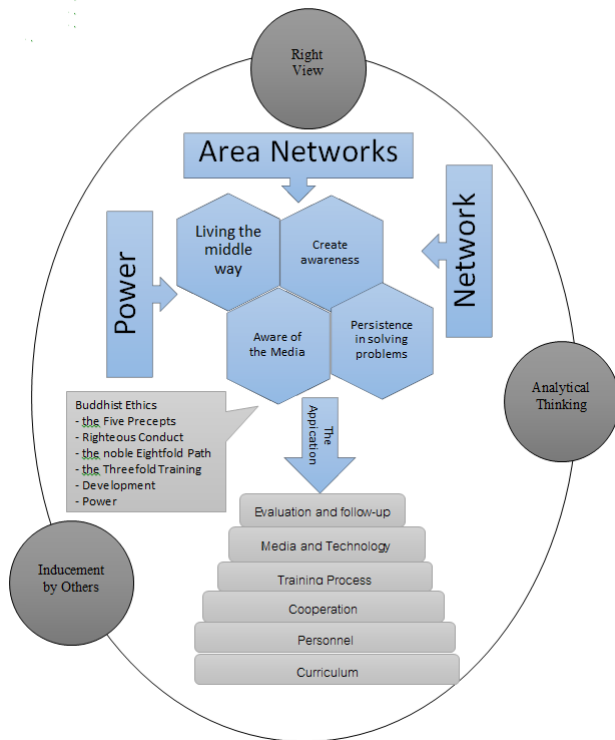 Right
View
Area Networks
Living the
middle
way
Create
awareness
Power
Network
Aware of
the Media
Persistence
in solving
problems
Analytical
Thinking
Buddhist Ethics
- the Five Precepts
- Righteous Conduct
- the noble Eightfold Path
- the Threefold Training
- Development
- Power
The
Application
Evaluation and follow-up
Media and Technology
Inducement
by Others
Training Process
Cooperation
Personnel
Curriculum